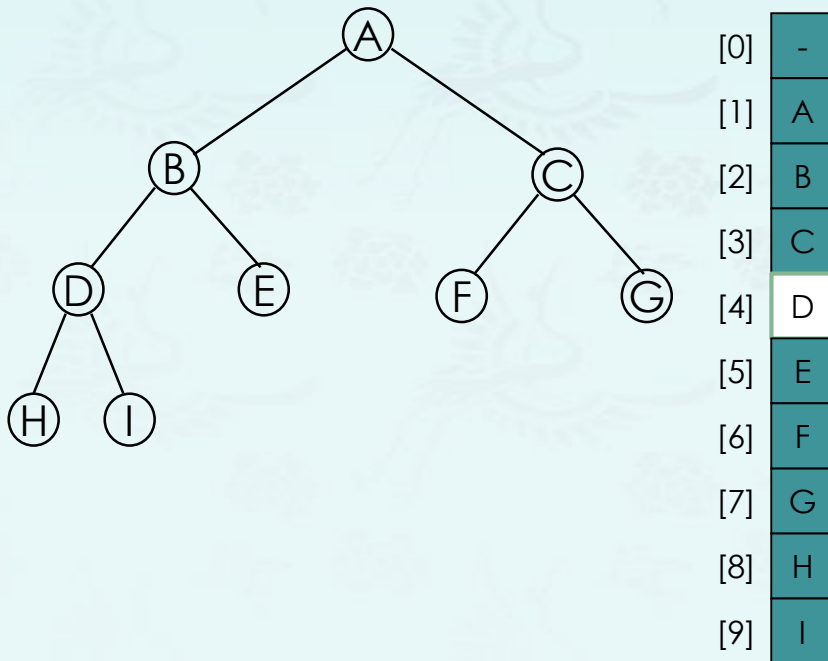 A
B
C
D
E
F
G
H
I
[0] -
[1] A
[2] B
[3] C
[4] D
[5] E
[6] F
[7] G
[8] H
[9] I